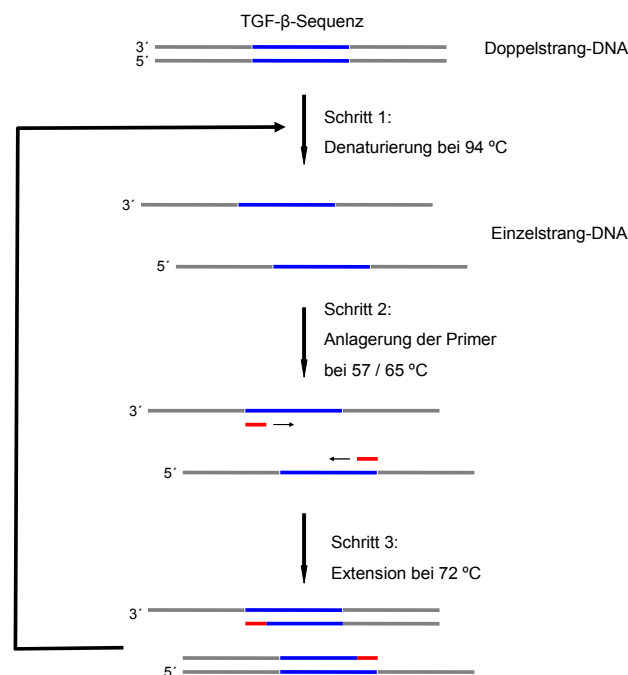 TGF-β-Sequenz
3´
5´
Doppelstrang-DNA
Schritt 1:
Denaturierung bei 94 ºC
3´
Einzelstrang-DNA
5´
Schritt 2:
Anlagerung der Primer
bei 57 / 65 ºC
3´
5´
Schritt 3:
Extension bei 72 ºC
3´
5´